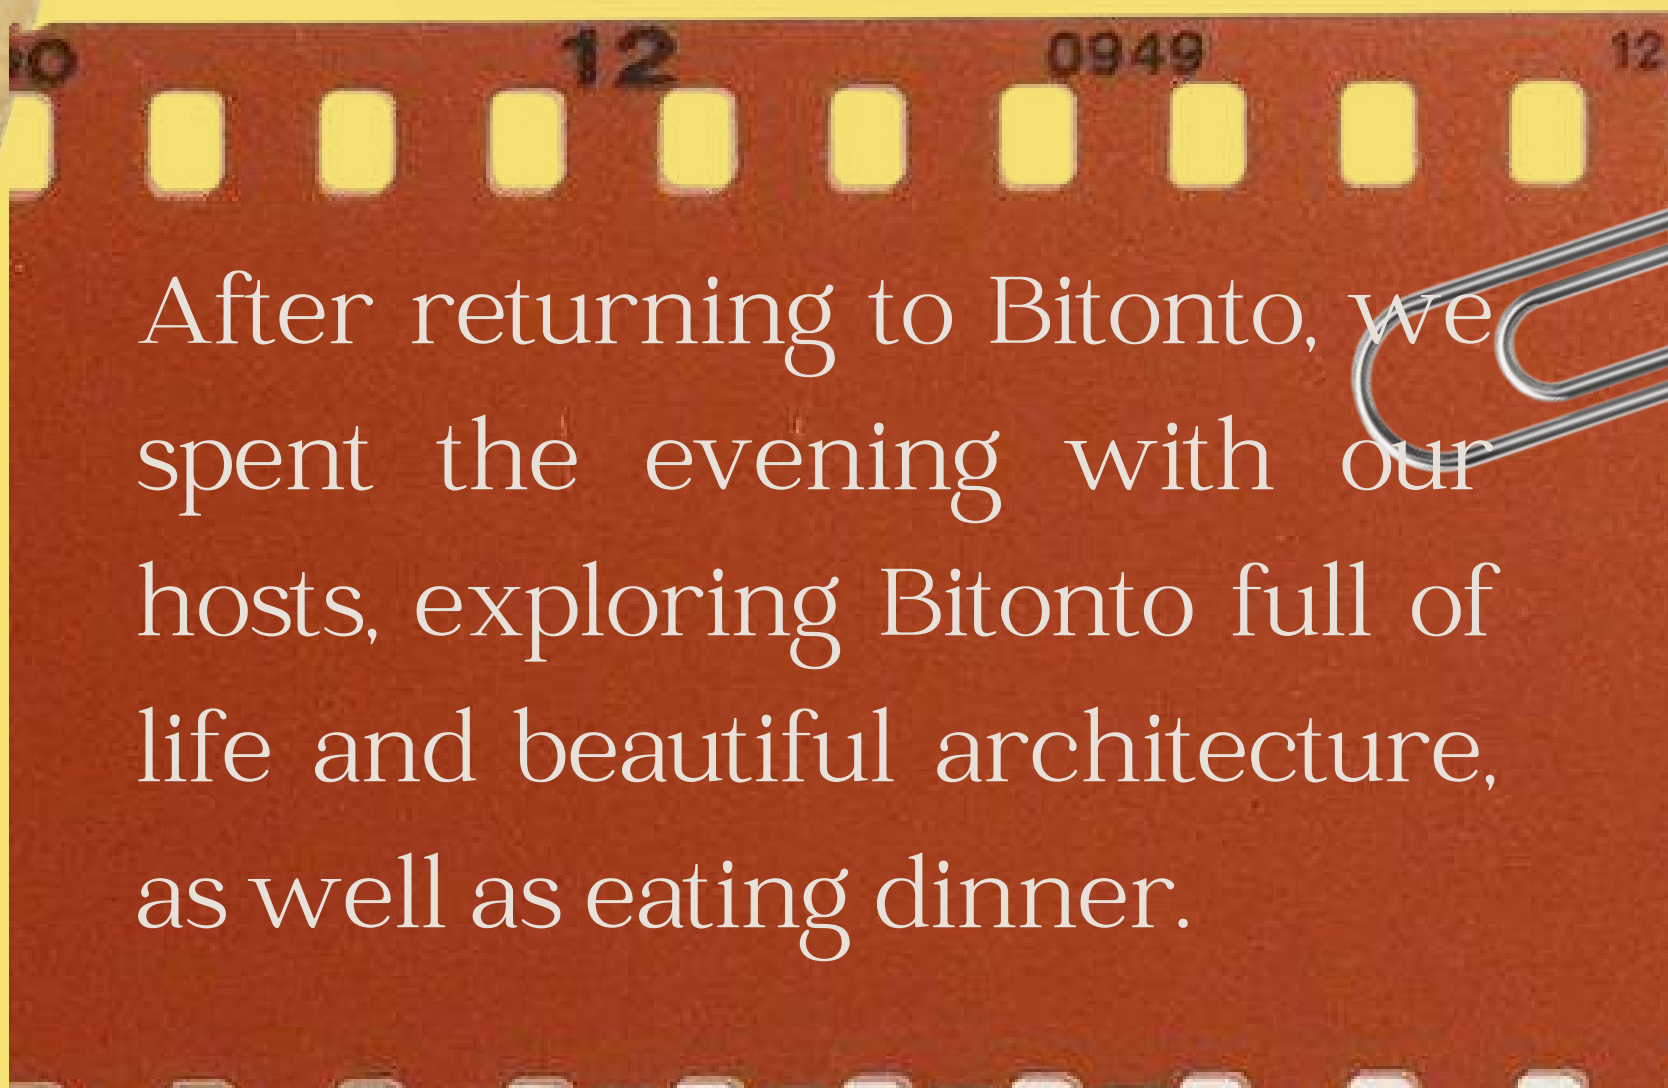 12 0949 12
After returning to Bitonto, we
spent the evening with our
hosts, exploring Bitonto full of
life and beautiful architecture,
as well as eating dinner.